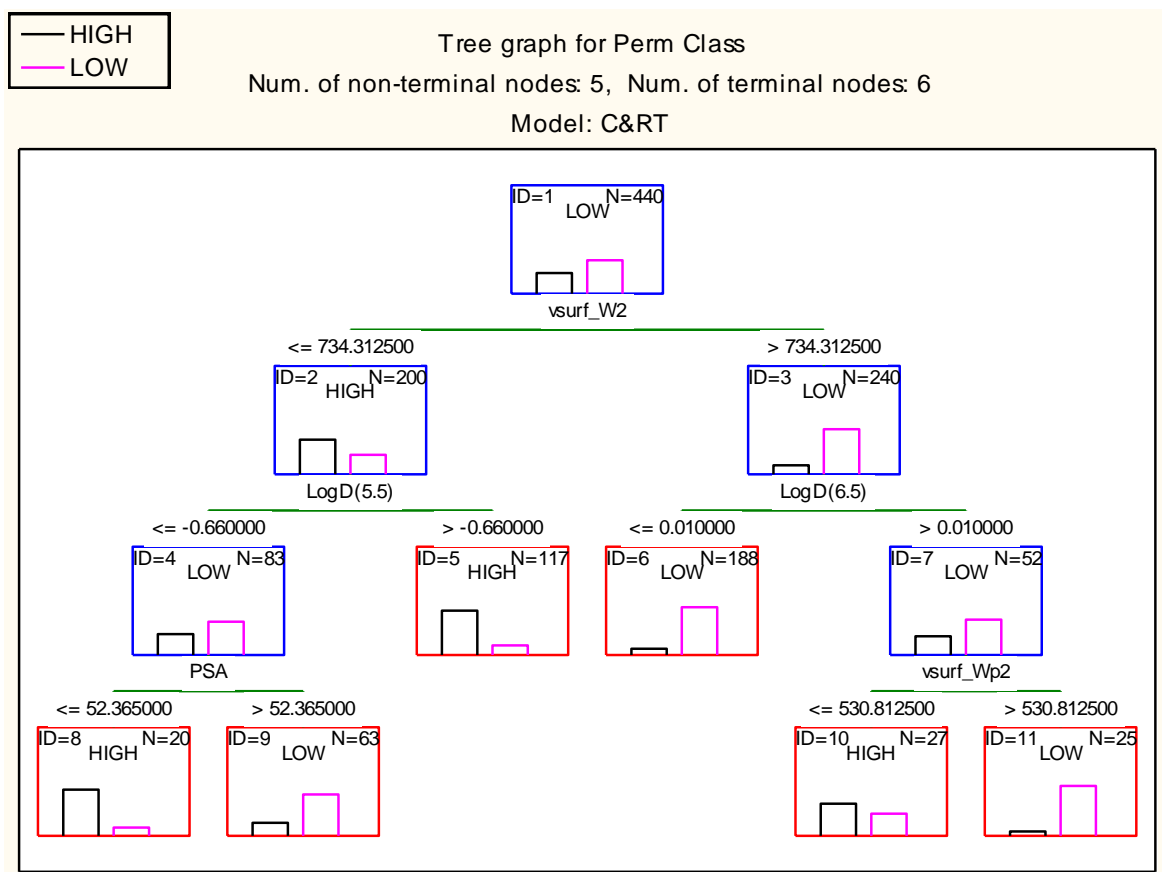 HIGH
LOW
Tree graph for Perm Class
Num. of non-terminal nodes: 5, Num. of terminal nodes: 6
Model: C&RT
ID=1 N=440
LOW
vsurf_W2
<= 734.312500 > 734.312500
ID=2 N=200 ID=3 N=240
HIGH LOW
LogD(5.5) LogD(6.5)
<= -0.660000 > -0.660000 <= 0.010000 > 0.010000
ID=4 N=83 ID=5 N=117 ID=6 N=188 ID=7 N=52
LOW HIGH LOW LOW
PSA vsurf_Wp2
<= 52.365000 > 52.365000 <= 530.812500 > 530.812500
ID=8 N=20 ID=9 N=63 ID=10 N=27 ID=11 N=25
HIGH LOW HIGH LOW